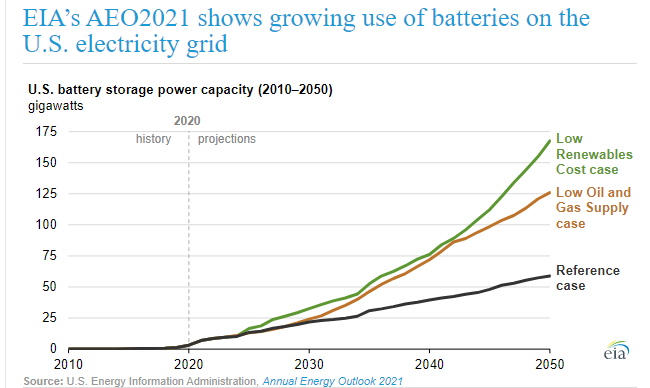 EIA’s AEO2021 shows growing use of batteries on the
U.S. electricity grid
U.S. battery storage power capacity (2010–2050)
gigawatts
2020
history projections
175
150
125
100
75
50
25
0
Low
Renewables
Cost case
Low Oil and
Gas Supply
case
Reference
case
2010 2020 2030 2040 2050
eia
Source: U.S. Energy Information Administration, Annual Energy Outlook 2021